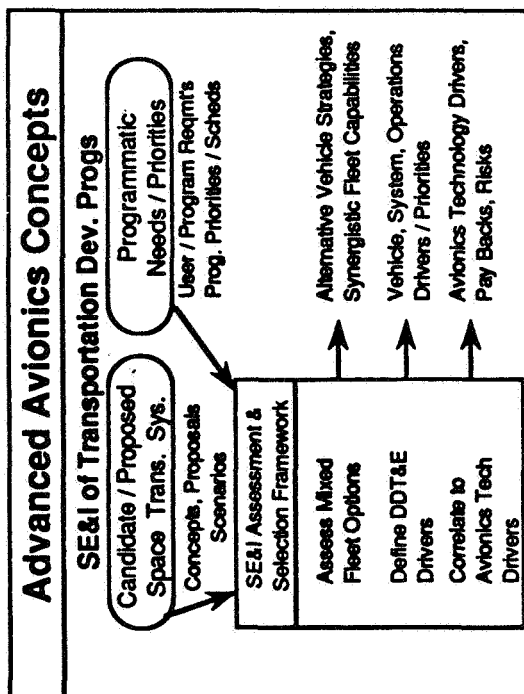 Advanced Avionics Concepts
SE&I of Transportation Dev. Progs
Candidate / Proposed
Space Trans. Sys.
Concepts, Proposals
Scenarios
Programmatic
Needs / Priorities
User / Program Reqmt's
Prog. Priorities / Scheds
SE&I Assessment &
Selection Framework
Assess Mixed
Fleet Options
Alternative Vehicle Strategies,
Synergistic Fleet Capabilities
Define DDT&E
Drivers
Vehicle, System, Operations
Drivers / Priorities
Correlate to
Avionics Tech
Drivers
Avionics Technology Drivers,
Pay Backs, Risks